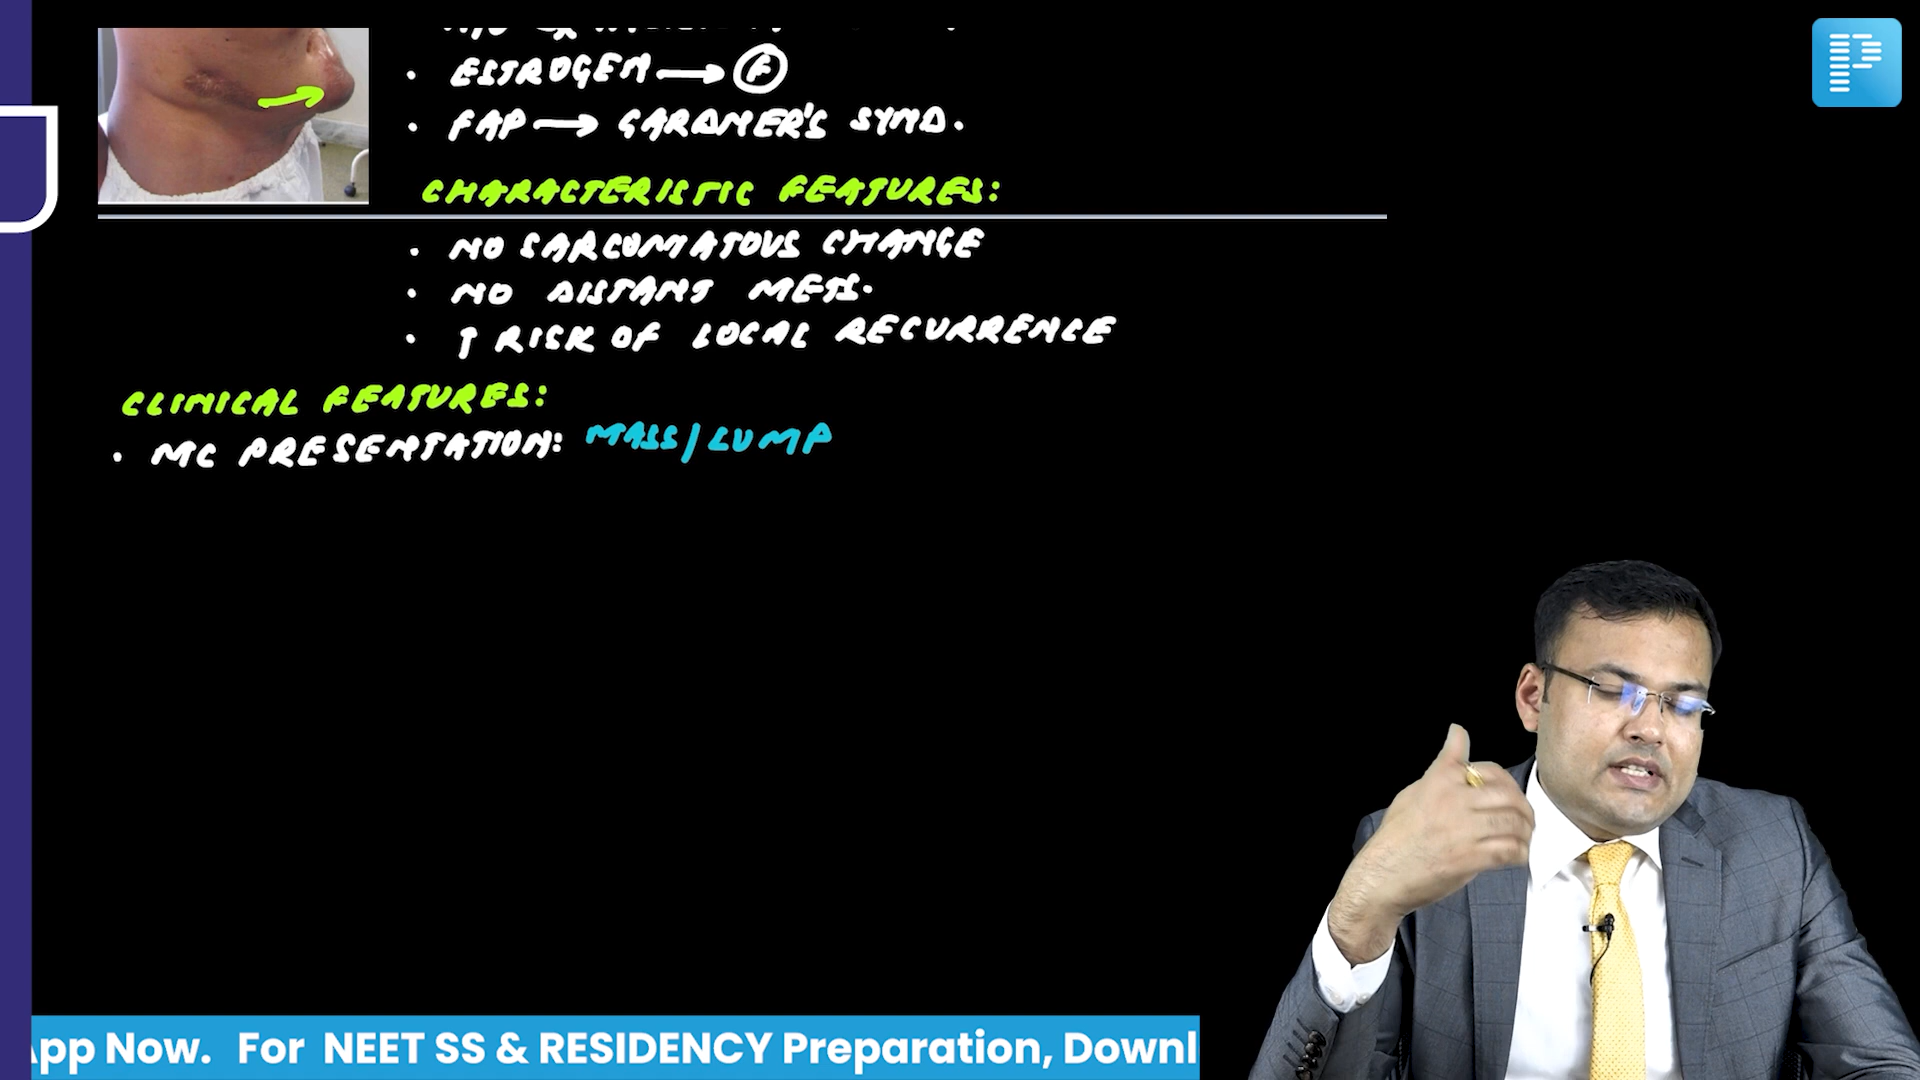 . ESTROGEN → F
. FAP → GARDNER'S SYND.
CHARACTERISTIC FEATURES:
. NO SARCOMATOUS CHANGE
. NO DISTANT METS.
. ↑ RISK OF LOCAL RECURRENCE
CLINICAL FEATURES:
. MC PRESENTATION: MASS/LUMP
App Now. For NEET SS & RESIDENCY Preparation, Downl